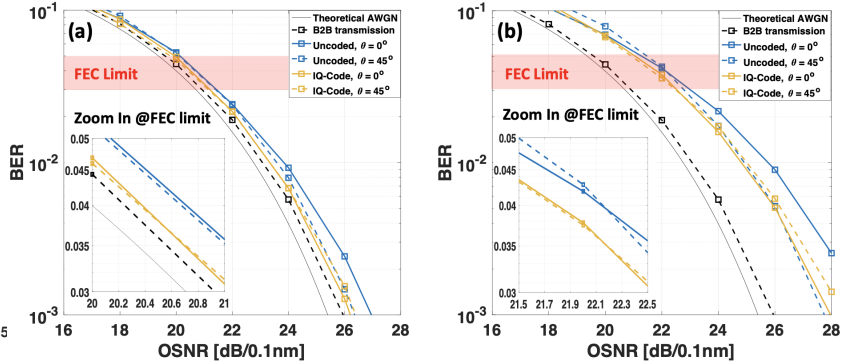 (a)
Theoretical AWGN
B2B transmission
Uncoded, θ = 0°
Uncoded, θ = 45°
IQ-Code, θ = 0°
IQ-Code, θ = 45°
FEC Limit
Zoom In @FEC limit
0.05
0.045
0.04
0.035
0.03
20 20.2 20.4 20.6 20.8 21
BER
10⁻¹
10⁻²
10⁻³
16 18 20 22 24 26 28
OSNR [dB/0.1nm]
(b)
Theoretical AWGN
B2B transmission
Uncoded, θ = 0°
Uncoded, θ = 45°
IQ-Code, θ = 0°
IQ-Code, θ = 45°
FEC Limit
Zoom In @FEC limit
0.05
0.045
0.04
0.035
0.03
21.5 21.7 21.9 22.1 22.3 22.5
BER
10⁻¹
10⁻²
10⁻³
16 18 20 22 24 26 28
OSNR [dB/0.1nm]
5